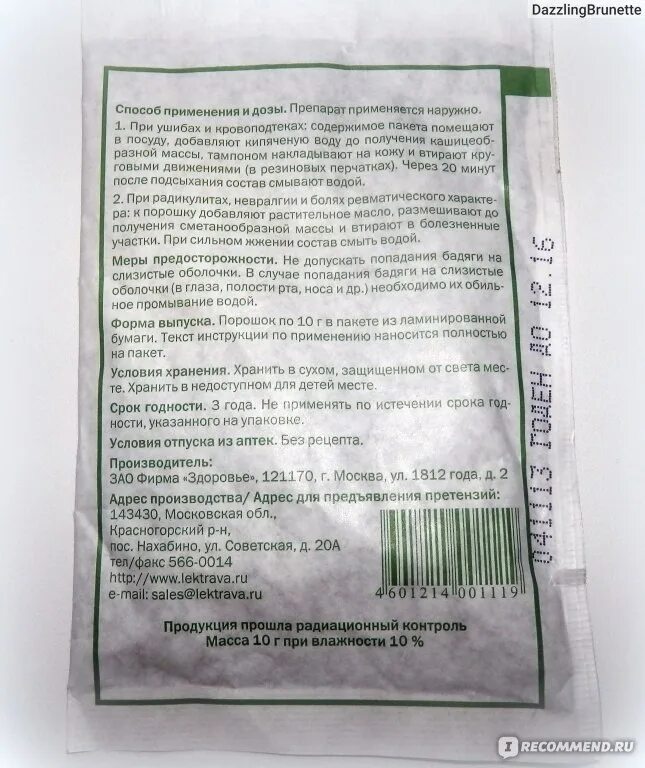 DazzlingBrunette
Способ применения и дозы. Препарат применяется наружно.
1. При ушибах и кровоподтеках: содержимое пакета помещают
в посуду, добавляют кипяченую воду до получения кашицеоб-
разной массы, тампоном накладывают на кожу и втирают кру-
говыми движениями (в резиновых перчатках). Через 20 минут
после подсыхания состав смывают водой.
2. При радикулитах, невралгии и болях ревматического характе-
ра: к порошку добавляют растительное масло, размешивают до
получения сметанообразной массы и втирают в болезненные
участки. При сильном жжении состав смыть водой.
Меры предосторожности. Не допускать попадания бадяги на
слизистые оболочки. В случае попадания бадяги на слизистые
оболочки (в глаза, полости рта, носа и др.) необходимо их обиль-
ное промывание водой.
Форма выпуска. Порошок по 10 г в пакете из ламинированной
бумаги. Текст инструкции по применению наносится полностью
на пакет.
Условия хранения. Хранить в сухом, защищенном от света мес-
те. Хранить в недоступном для детей месте.
Срок годности. 3 года. Не применять по истечении срока год-
ности, указанного на упаковке.
Условия отпуска из аптек. Без рецепта.
Производитель:
ЗАО Фирма «Здоровье», 121170, г. Москва, ул. 1812 года, д. 2
Адрес производства/ Адрес для предъявления претензий:
143430, Московская обл.,
Красногорский р-н,
пос. Нахабино, ул. Советская, д. 20А
тел/факс 566-0014
http://www.lektrava.ru
e-mail: sales@lektrava.ru
4 601214 001119
Продукция прошла радиационный контроль
Масса 10 г при влажности 10 %
041113 ГОДЕН ДО 12.16
IRECOMMEND.RU